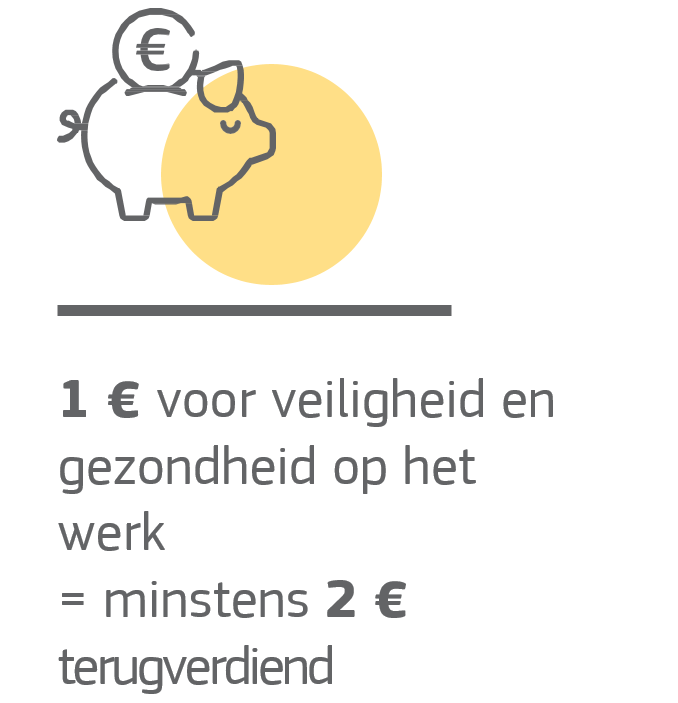 €
1 € voor veiligheid en
gezondheid op het
werk
= minstens 2 €
terugverdiend